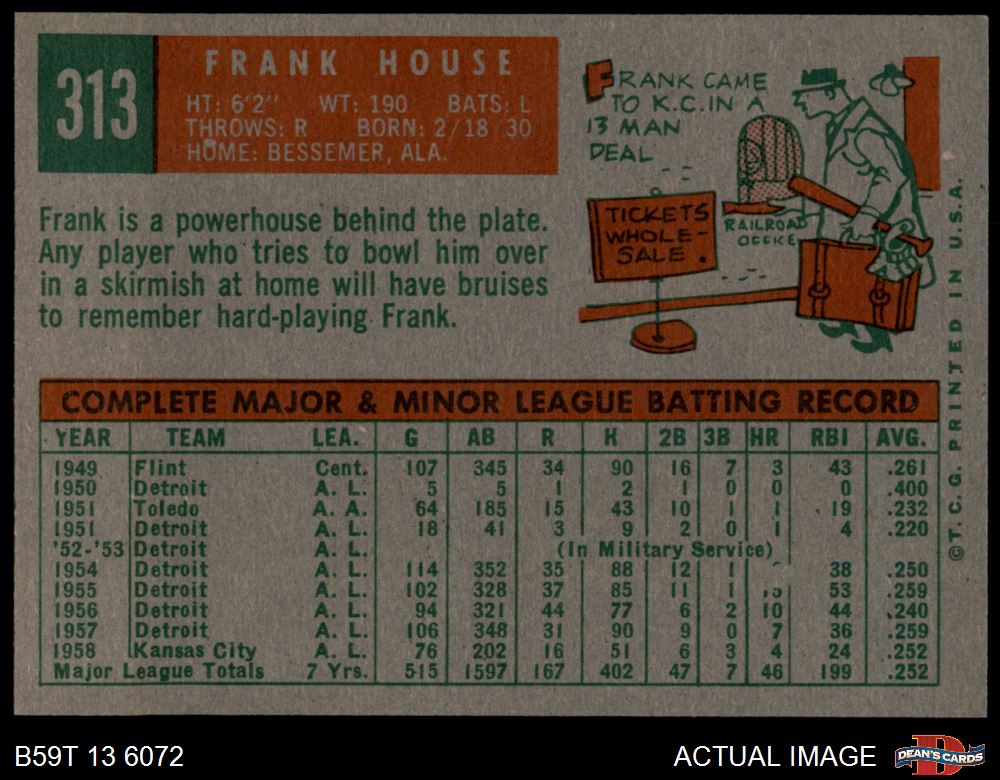 313
FRANK HOUSE
HT: 6'2" WT: 190 BATS: L
THROWS: R BORN: 2/18 30
HOME: BESSEMER, ALA.
Frank is a powerhouse behind the plate.
Any player who tries to bowl him over
in a skirmish at home will have bruises
to remember hard-playing Frank.
FRANK CAME
TO K.C. IN A
13 MAN
DEAL
TICKETS
WHOLE-
SALE.
RAILROAD
OFFICE
COMPLETE MAJOR & MINOR LEAGUE BATTING RECORD
YEAR TEAM LEA. G AB R H 2B 3B HR RBI AVG.
1949 Flint Cent. 107 345 34 90 16 7 3 43 .261
1950 Detroit A. L. 5 5 1 2 1 0 0 0 .400
1951 Toledo A. A. 64 185 15 43 10 1 1 19 .232
1951 Detroit A. L. 18 41 3 9 2 0 1 4 .220
'52-'53 Detroit A. L. (In Military Service)
1954 Detroit A. L. 114 352 35 88 12 1 38 .250
1955 Detroit A. L. 102 328 37 85 11 1 53 .259
1956 Detroit A. L. 94 321 44 77 6 2 10 44 .240
1957 Detroit A. L. 106 348 31 90 9 0 7 36 .259
1958 Kansas City A. L. 76 202 16 51 6 3 4 24 .252
Major League Totals 7 Yrs. 515 1597 167 402 47 7 46 199 .252
©T. C. G. PRINTED IN U.S.A.
B59T 13 6072
ACTUAL IMAGE
D
DEAN'S CARDS